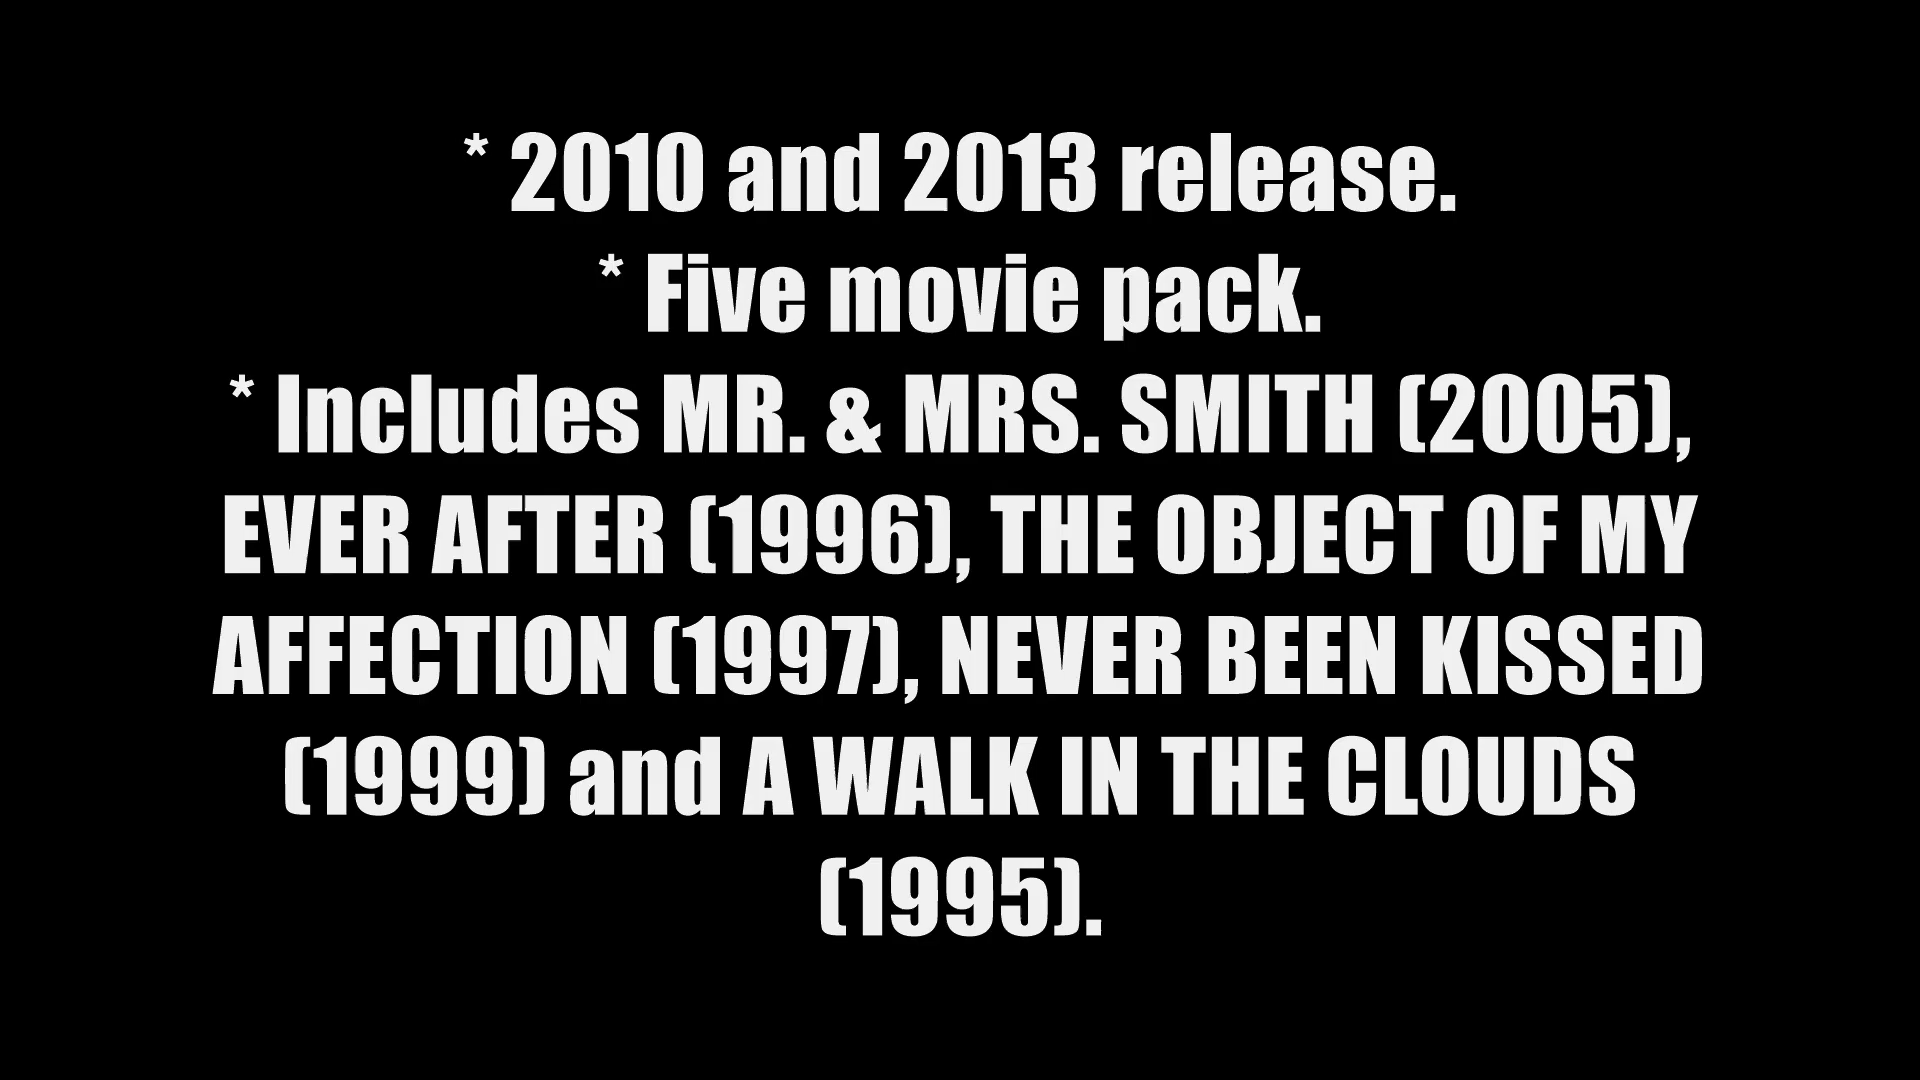 * 2010 and 2013 release.
* Five movie pack.
* Includes MR. & MRS. SMITH (2005),
EVER AFTER (1996), THE OBJECT OF MY
AFFECTION (1997), NEVER BEEN KISSED
(1999) and A WALK IN THE CLOUDS
(1995).